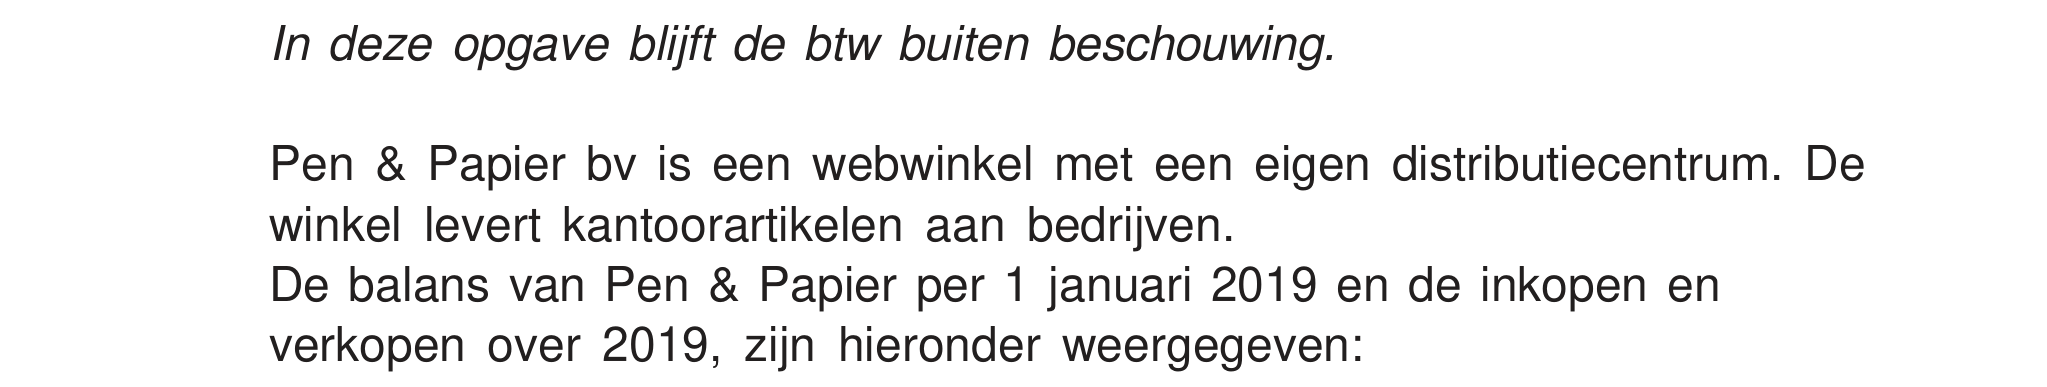 In deze opgave blijft de btw buiten beschouwing.
Pen & Papier bv is een webwinkel met een eigen distributiecentrum. De
winkel levert kantoorartikelen aan bedrijven.
De balans van Pen & Papier per 1 januari 2019 en de inkopen en
verkopen over 2019, zijn hieronder weergegeven: